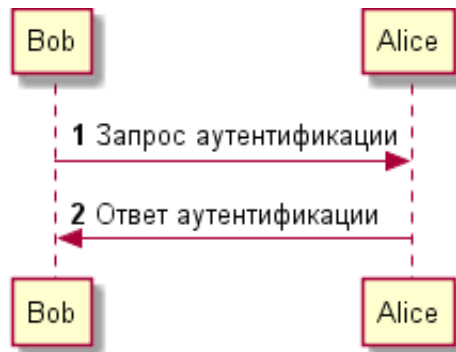 Bob Alice
1 Запрос аутентификации
2 Ответ аутентификации
Bob Alice